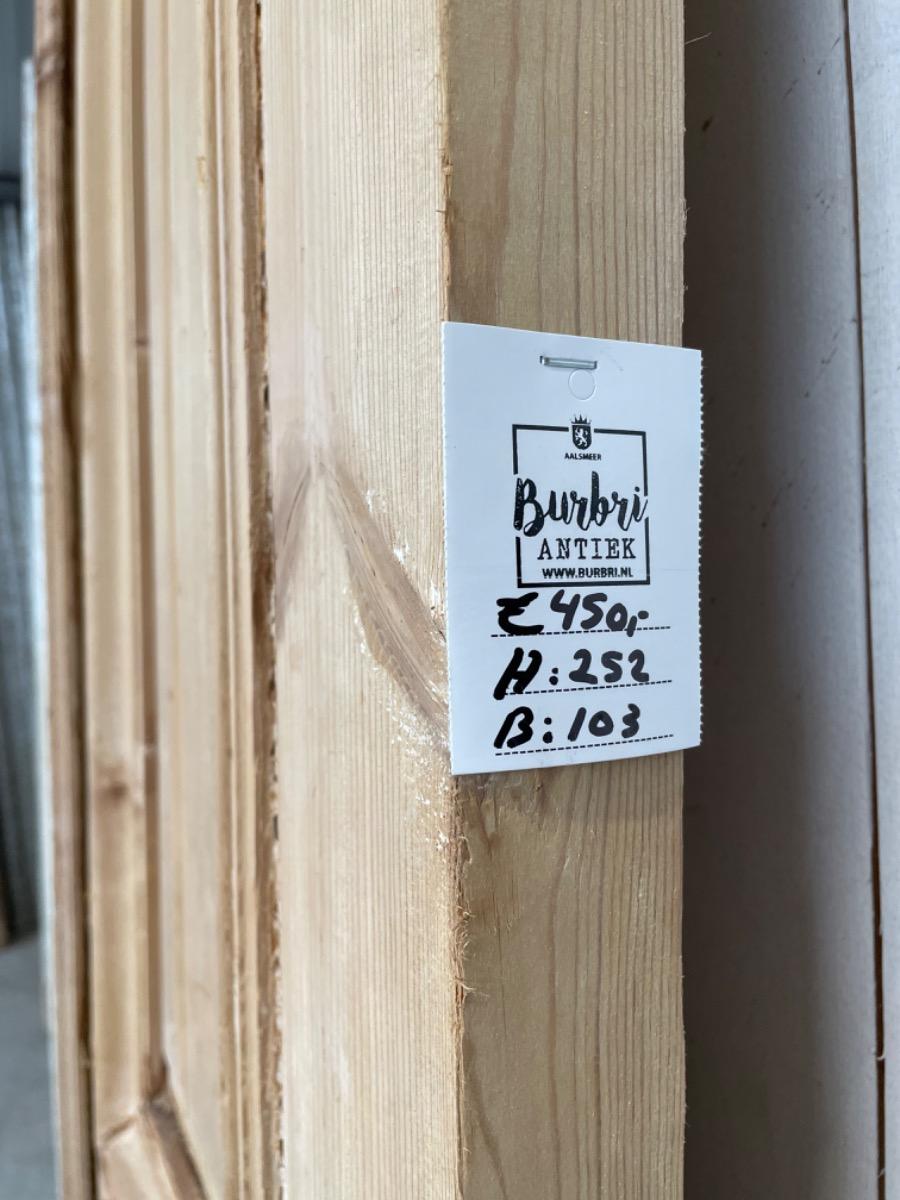 AALSMEER
Burbri
ANTIEK
WWW.BURBRI.NL
€ 450,-
H: 252
B: 103